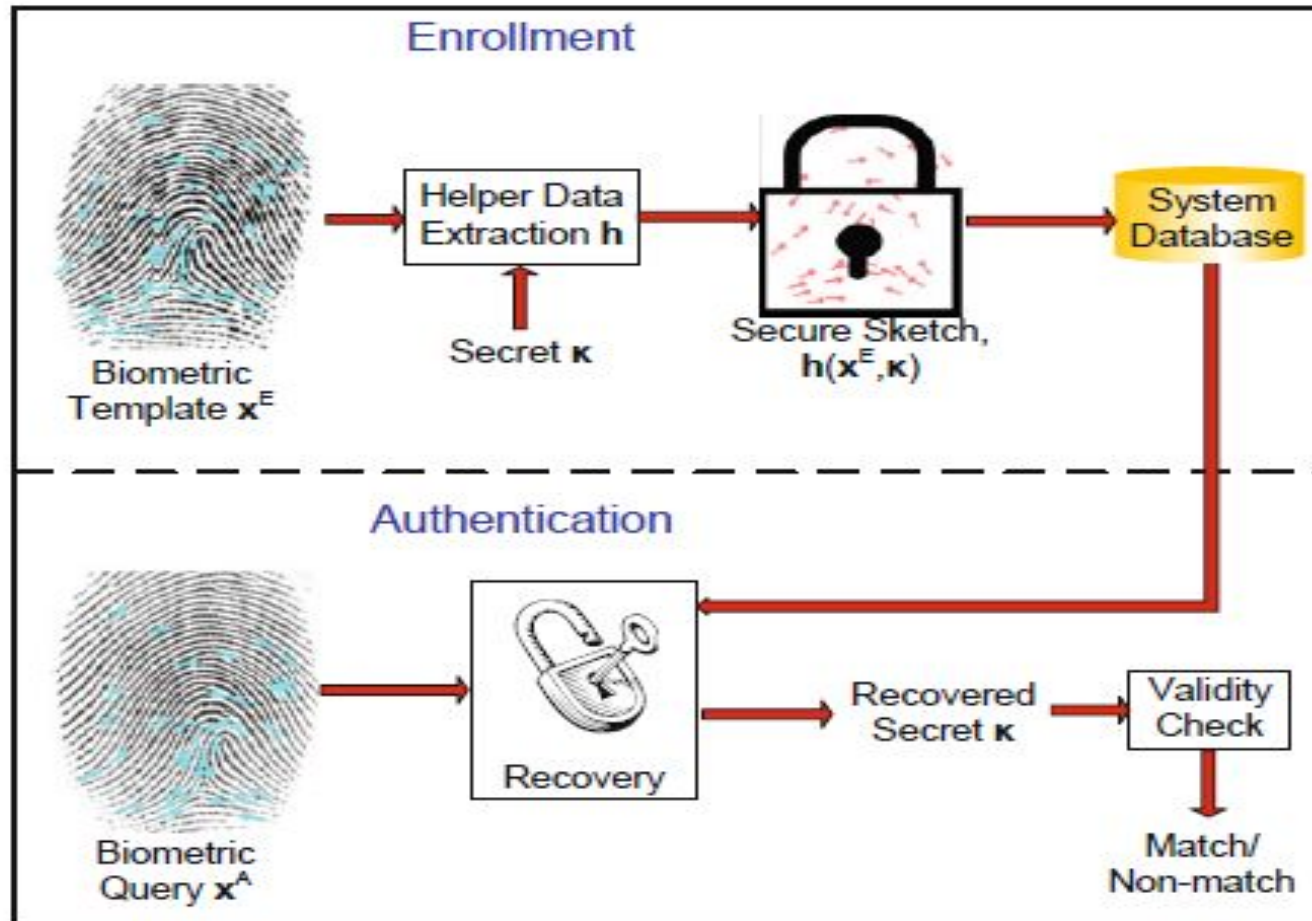 Enrollment
Biometric
Template x^E
Helper Data
Extraction h
Secret κ
Secure Sketch,
h(x^E,κ)
System
Database
Authentication
Biometric
Query x^A
Recovery
Recovered
Secret κ
Validity
Check
Match/
Non-match